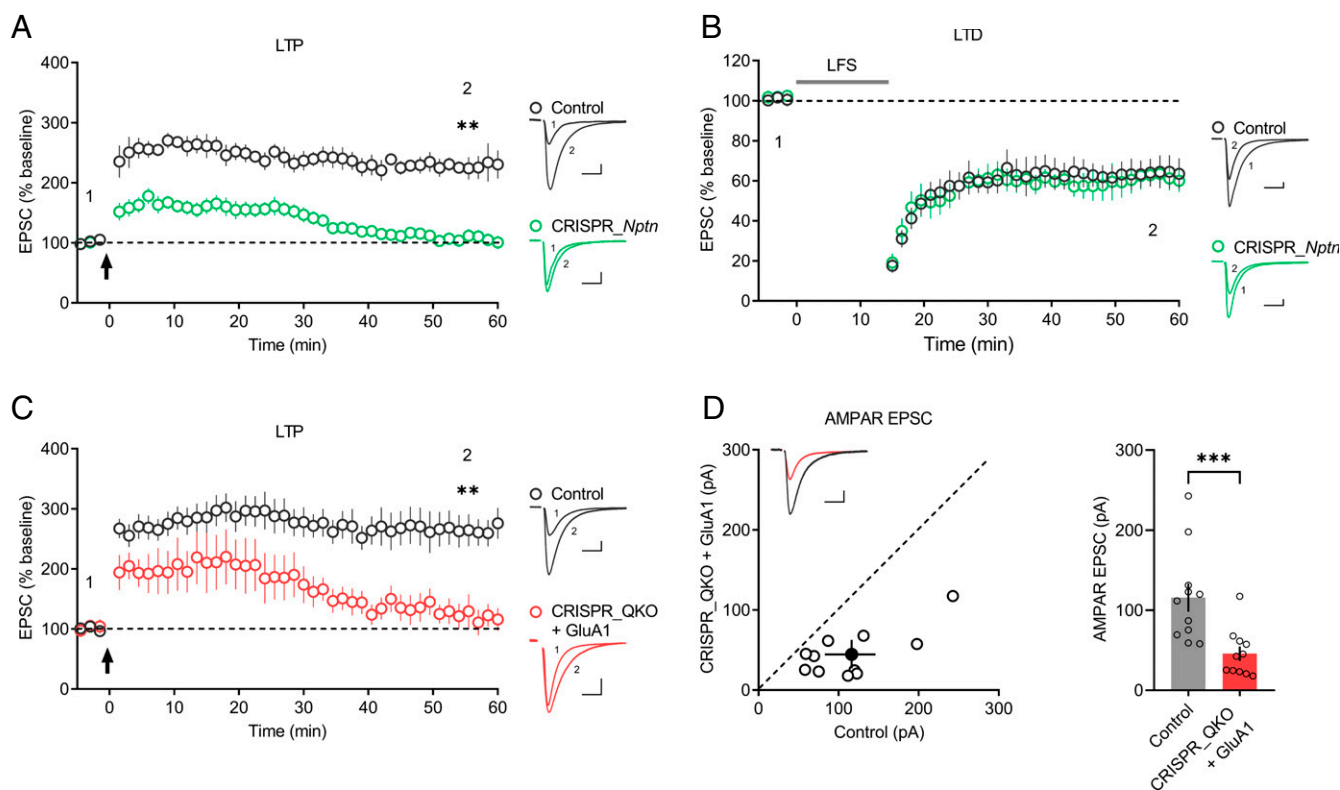 A
LTP
EPSC (% baseline)
400
300
200
100
0
1
2
**
0
10
20
30
40
50
60
Time (min)
Control
1
2
CRISPR_Nptn
1
2
B
LTD
LFS
EPSC (% baseline)
120
100
80
60
40
20
0
1
2
0
10
20
30
40
50
60
Time (min)
Control
2
1
CRISPR_Nptn
2
1
C
LTP
EPSC (% baseline)
400
300
200
100
0
1
2
**
0
10
20
30
40
50
60
Time (min)
Control
1
2
CRISPR_QKO
+ GluA1
1
2
D
AMPAR EPSC
CRISPR_QKO + GluA1 (pA)
300
200
100
0
0
100
200
300
Control (pA)
AMPAR EPSC (pA)
300
200
100
0
***
Control
CRISPR_QKO
+ GluA1